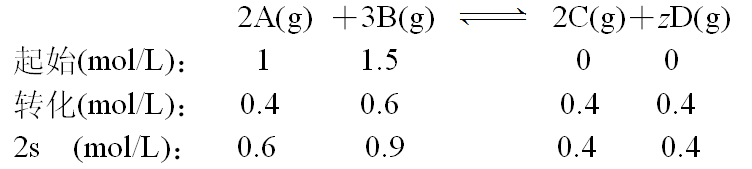 2A(g) +3B(g) ⇌ 2C(g)+zD(g)
起始(mol/L)： 1 1.5 0 0
转化(mol/L)： 0.4 0.6 0.4 0.4
2s (mol/L)： 0.6 0.9 0.4 0.4